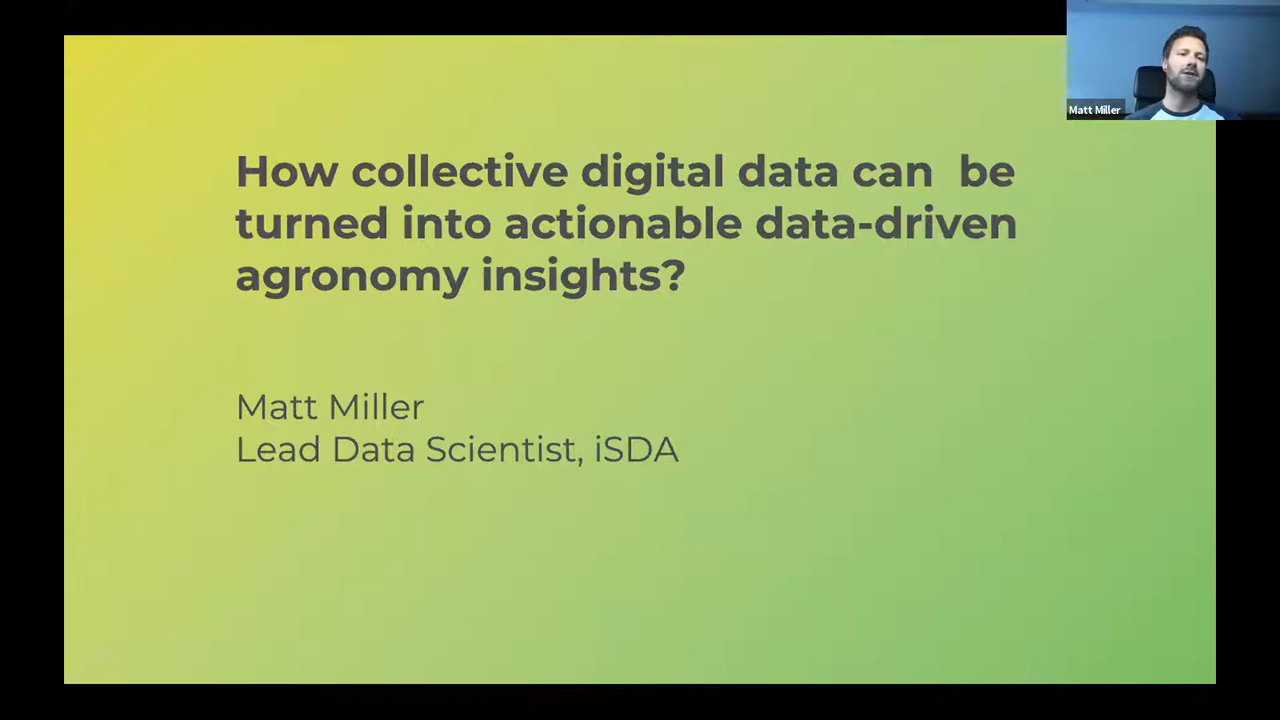 Matt Miller
How collective digital data can  be
turned into actionable data-driven
agronomy insights?
Matt Miller
Lead Data Scientist, iSDA